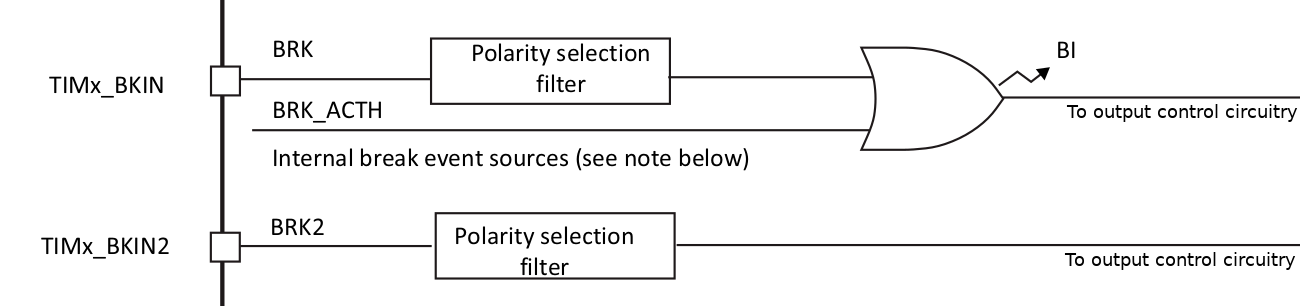 BRK
Polarity selection
filter
BI
TIMx_BKIN
BRK_ACTH
To output control circuitry
Internal break event sources (see note below)
BRK2
Polarity selection
filter
TIMx_BKIN2
To output control circuitry